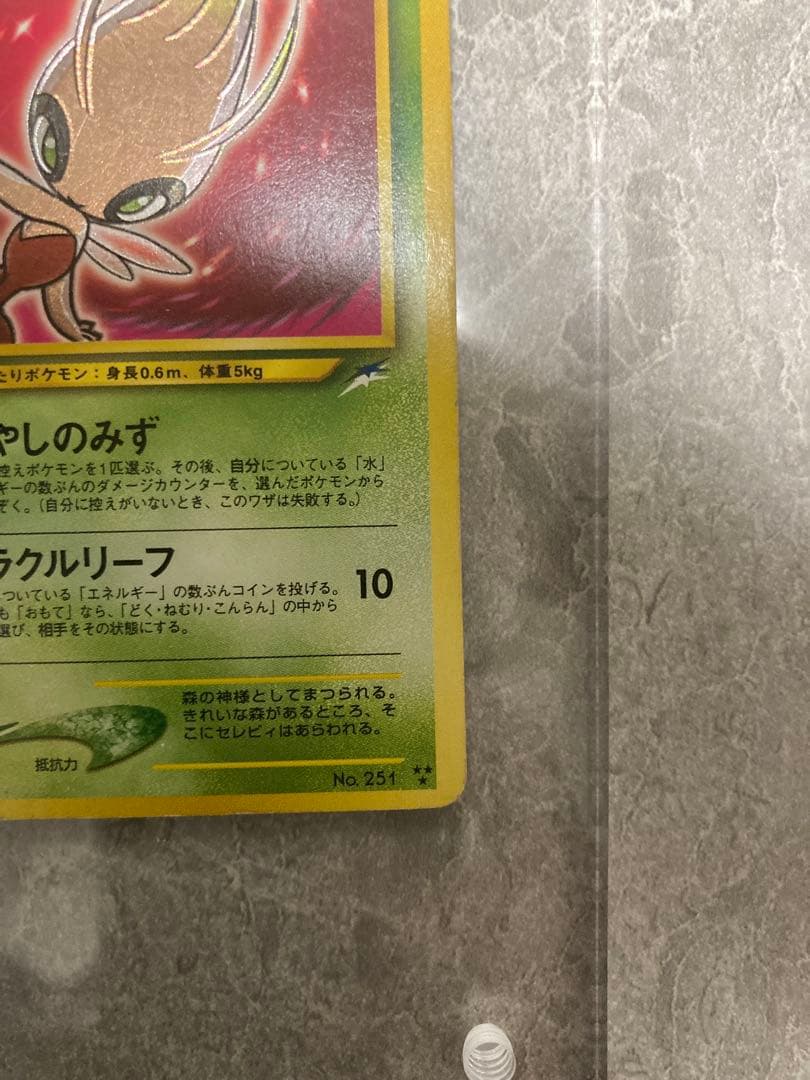 たりポケモン：身長0.6m、体重5kg
やしのみず
控えポケモンを1匹選ぶ。その後、自分についている「水」
ギーの数ぶんのダメージカウンターを、選んだポケモンから
ぞく。（自分に控えがいないとき、このワザは失敗する。）
ラクルリーフ
ついている「エネルギー」の数ぶんコインを投げる。
も「おもて」なら、「どく・ねむり・こんらん」の中から
選び、相手をその状態にする。
10
森の神様としてまつられる。
きれいな森があるところ、そ
こにセレビィはあらわれる。
抵抗力
No. 251 ★★★